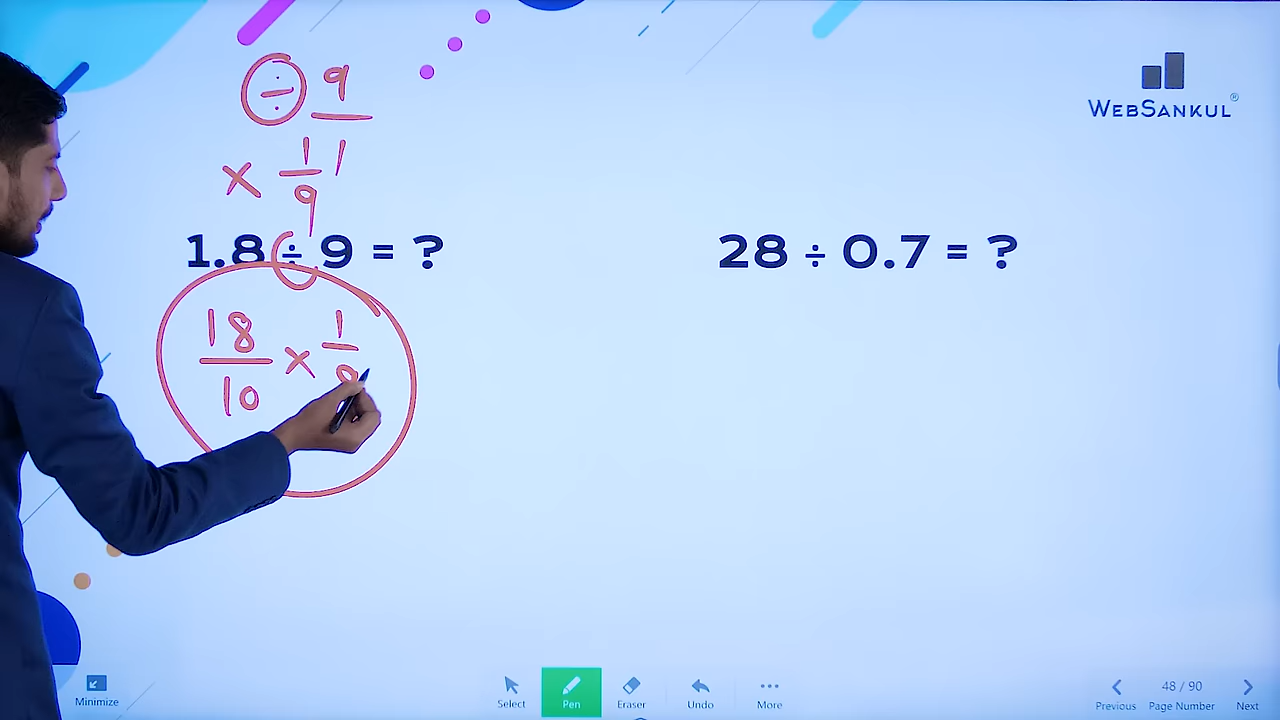 ÷ 9
× 1/9 1
WEBSANKUL®
1.8 ÷ 9 = ?
28 ÷ 0.7 = ?
18/10 × 1/9
Minimize
Select
Pen
Eraser
Undo
More
Previous
48 / 90
Page Number
Next